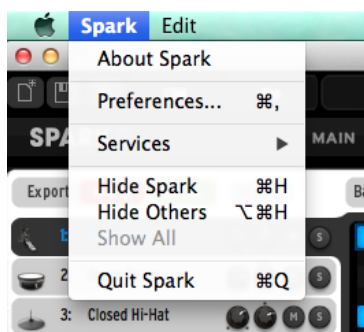 Spark Edit
About Spark
Preferences... ⌘,
SPA
Services ▶ MAIN
Export
Hide Spark ⌘H
Hide Others ⌥⌘H
Show All S
2
Quit Spark ⌘Q S
3: Closed Hi-Hat M S